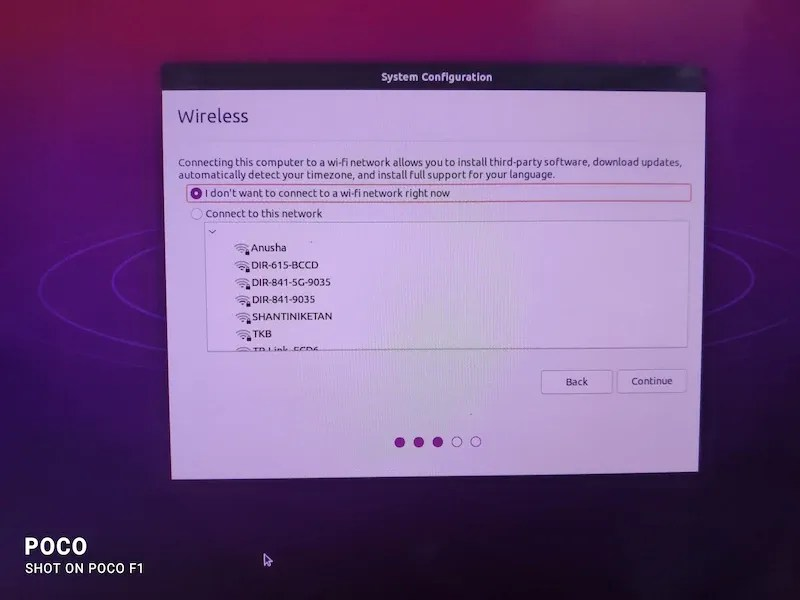 System Configuration
Wireless
Connecting this computer to a wi-fi network allows you to install third-party software, download updates,
automatically detect your timezone, and install full support for your language.
I don't want to connect to a wi-fi network right now
Connect to this network
Anusha
DIR-615-BCCD
DIR-841-5G-9035
DIR-841-9035
SHANTINIKETAN
TKB
Back
Continue
POCO
SHOT ON POCO F1